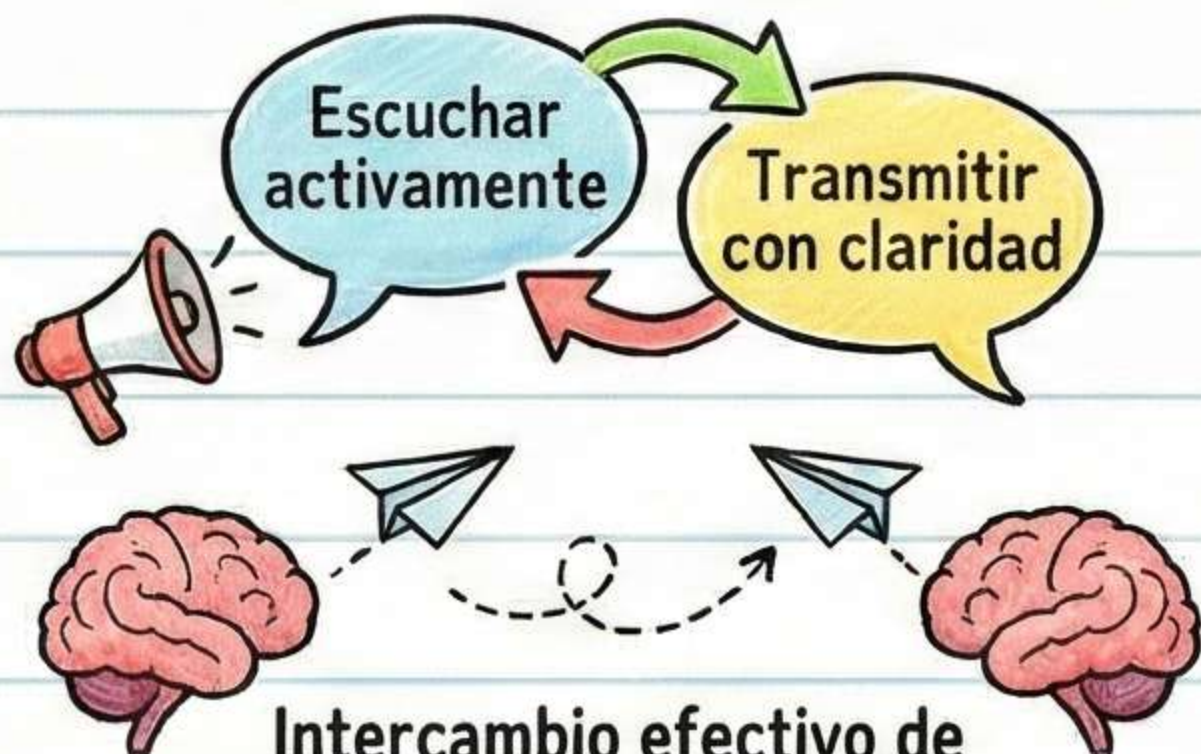 Escuchar
activamente
Transmitir
con claridad
Intercambio efectivo de